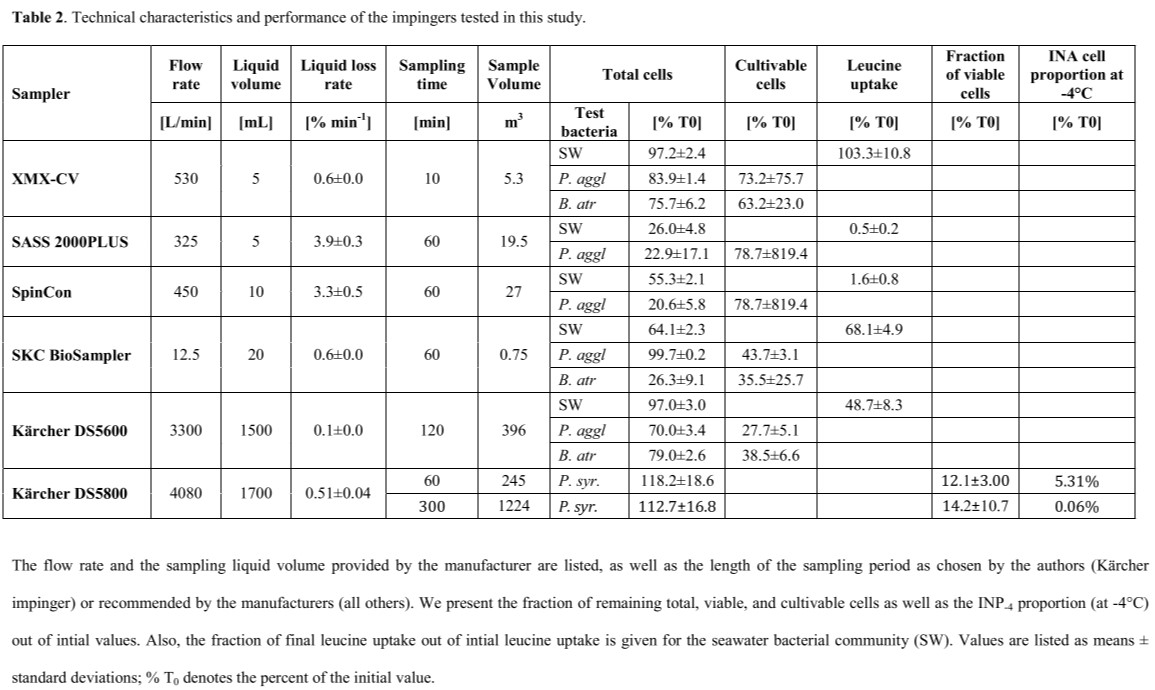 Table 2. Technical characteristics and performance of the impingers tested in this study.
Sampler Flow rate Liquid volume Liquid loss rate Sampling time Sample Volume Total cells Cultivable cells Leucine uptake Fraction of viable cells INA cell proportion at -4°C
[L/min] [mL] [% min⁻¹] [min] m³ Test bacteria [% T0] [% T0] [% T0] [% T0] [% T0]
XMX-CV 530 5 0.6±0.0 10 5.3 SW 97.2±2.4 103.3±10.8
P. aggl 83.9±1.4 73.2±75.7
B. atr 75.7±6.2 63.2±23.0
SASS 2000PLUS 325 5 3.9±0.3 60 19.5 SW 26.0±4.8 0.5±0.2
P. aggl 22.9±17.1 78.7±819.4
SpinCon 450 10 3.3±0.5 60 27 SW 55.3±2.1 1.6±0.8
P. aggl 20.6±5.8 78.7±819.4
SKC BioSampler 12.5 20 0.6±0.0 60 0.75 SW 64.1±2.3 68.1±4.9
P. aggl 99.7±0.2 43.7±3.1
B. atr 26.3±9.1 35.5±25.7
Kärcher DS5600 3300 1500 0.1±0.0 120 396 SW 97.0±3.0 48.7±8.3
P. aggl 70.0±3.4 27.7±5.1
B. atr 79.0±2.6 38.5±6.6
Kärcher DS5800 4080 1700 0.51±0.04 60 245 P. syr. 118.2±18.6 12.1±3.00 5.31%
300 1224 P. syr. 112.7±16.8 14.2±10.7 0.06%
The flow rate and the sampling liquid volume provided by the manufacturer are listed, as well as the length of the sampling period as chosen by the authors (Kärcher
impinger) or recommended by the manufacturers (all others). We present the fraction of remaining total, viable, and cultivable cells as well as the INP₋₄ proportion (at -4°C)
out of intial values. Also, the fraction of final leucine uptake out of intial leucine uptake is given for the seawater bacterial community (SW). Values are listed as means ±
standard deviations; % T₀ denotes the percent of the initial value.